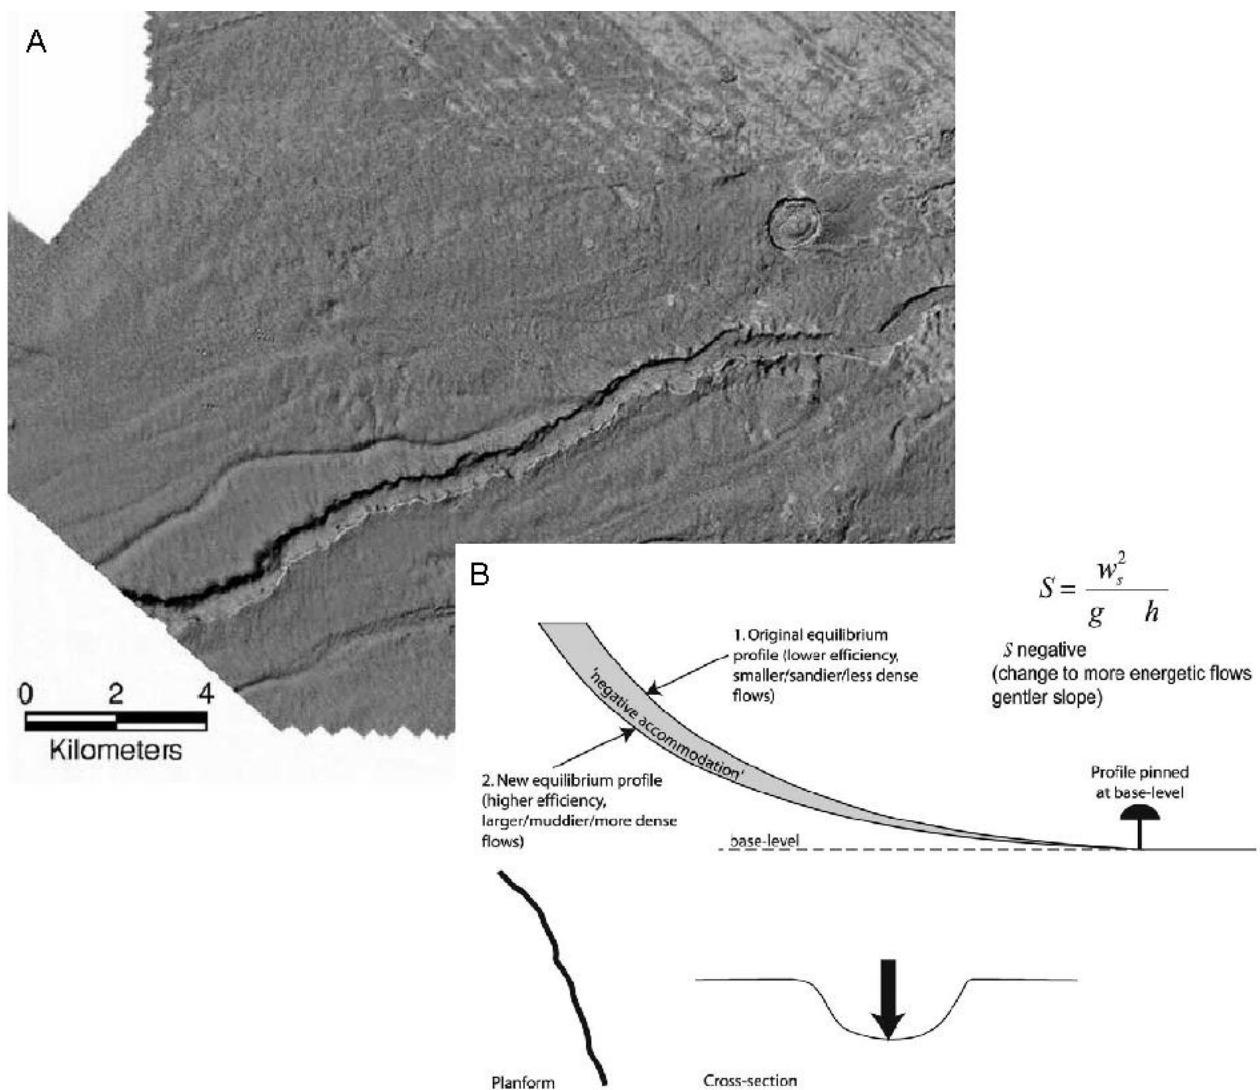 A
0 2 4
Kilometers
B
S = w_s^2 / g h
S negative
(change to more energetic flows
gentler slope)
1. Original equilibrium
profile (lower efficiency,
smaller/sandier/less dense
flows)
'negative accommodation'
2. New equilibrium profile
(higher efficiency,
larger/muddier/more dense
flows)
Profile pinned
at base-level
base-level
Planform
Cross-section